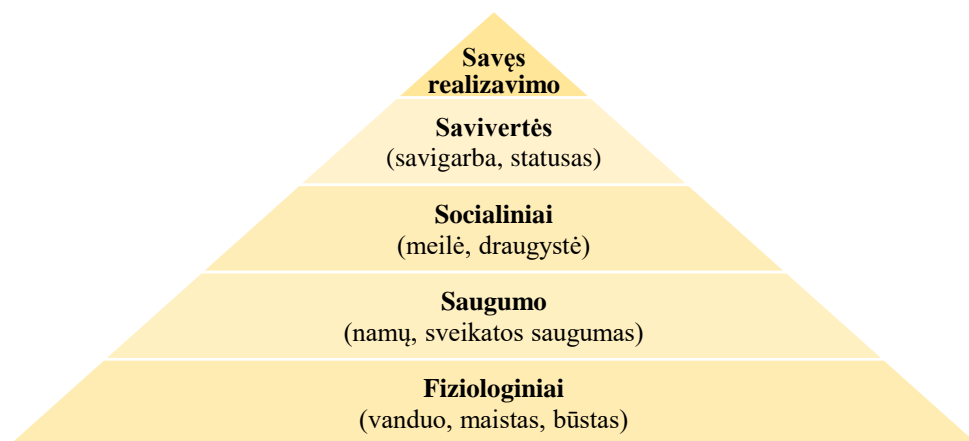 Savęs
realizavimo
Savivertės
(savigarba, statusas)
Socialiniai
(meilė, draugystė)
Saugumo
(namų, sveikatos saugumas)
Fiziologiniai
(vanduo, maistas, būstas)